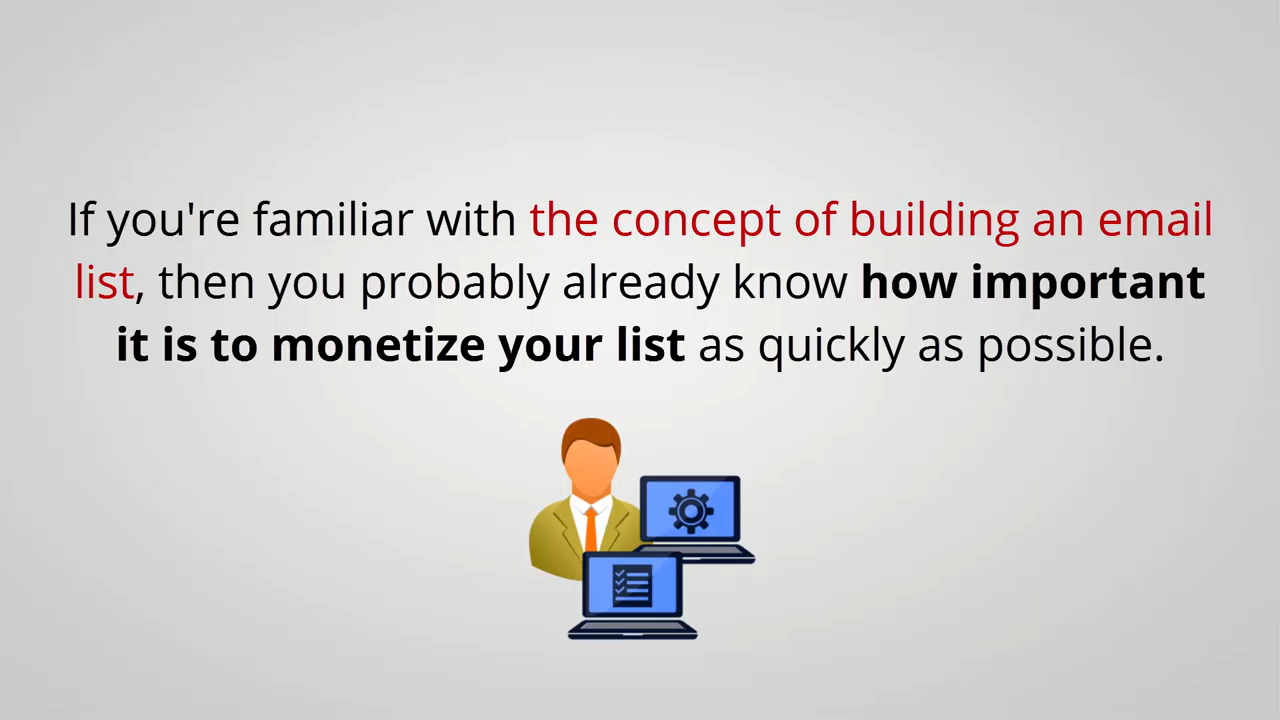 If you're familiar with the concept of building an email
list, then you probably already know how important
it is to monetize your list as quickly as possible.